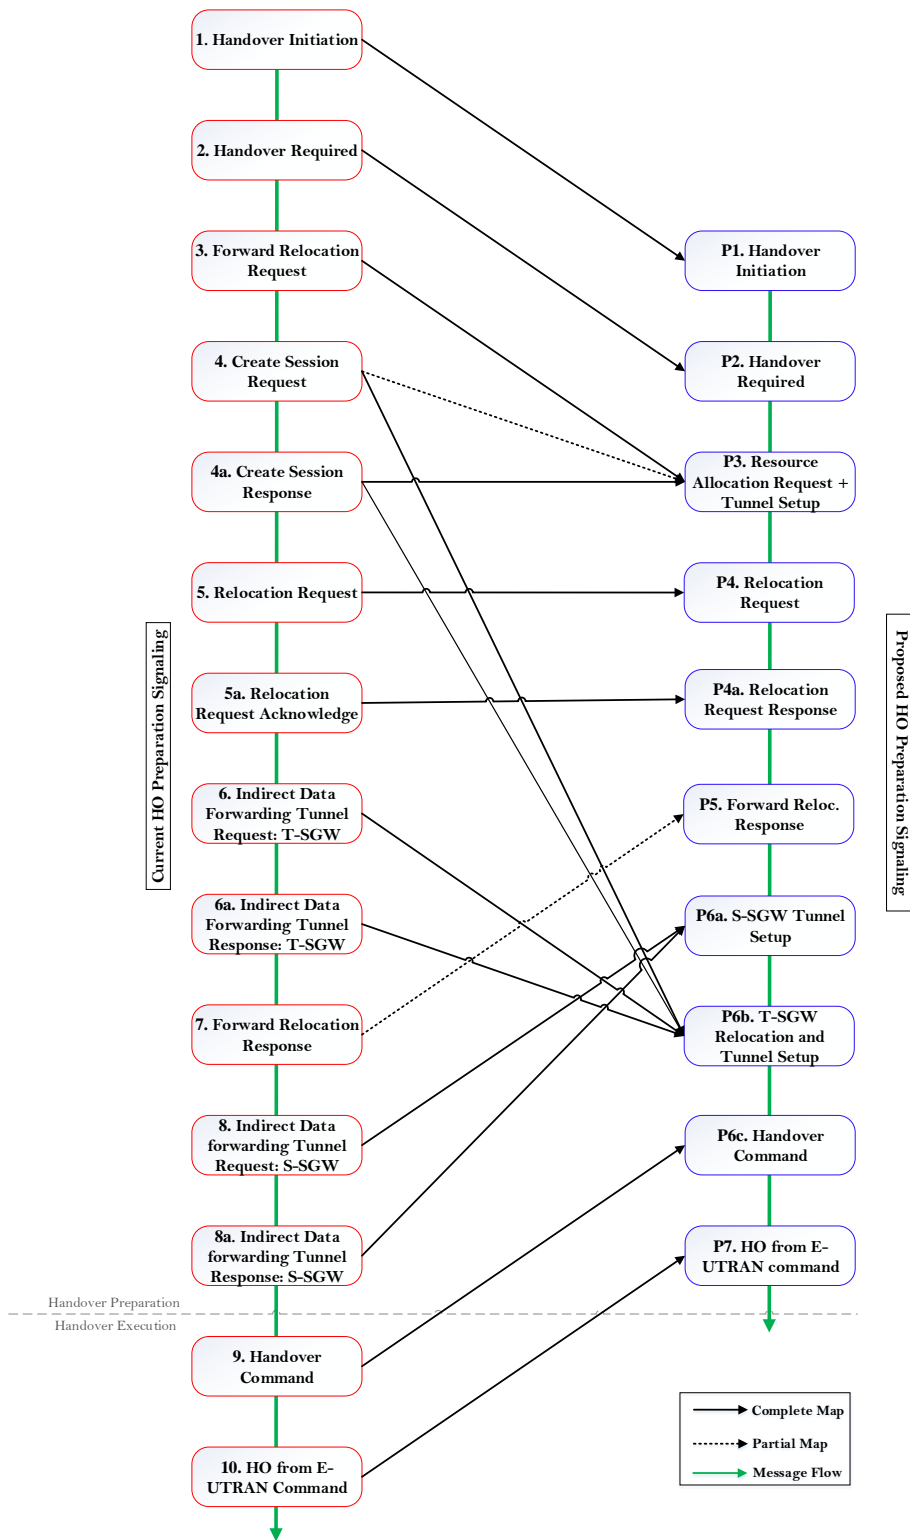 1. Handover Initiation
2. Handover Required
3. Forward Relocation
Request
4. Create Session
Request
4a. Create Session
Response
5. Relocation Request
5a. Relocation
Request Acknowledge
6. Indirect Data
Forwarding Tunnel
Request: T-SGW
6a. Indirect Data
Forwarding Tunnel
Response: T-SGW
7. Forward Relocation
Response
8. Indirect Data
forwarding Tunnel
Request: S-SGW
8a. Indirect Data
forwarding Tunnel
Response: S-SGW
Handover Preparation
Handover Execution
9. Handover
Command
10. HO from E-
UTRAN Command
Current HO Preparation Signaling
P1. Handover
Initiation
P2. Handover
Required
P3. Resource
Allocation Request +
Tunnel Setup
P4. Relocation
Request
P4a. Relocation
Request Response
P5. Forward Reloc.
Response
P6a. S-SGW Tunnel
Setup
P6b. T-SGW
Relocation and
Tunnel Setup
P6c. Handover
Command
P7. HO from E-
UTRAN command
Proposed HO Preparation Signaling
Complete Map
Partial Map
Message Flow